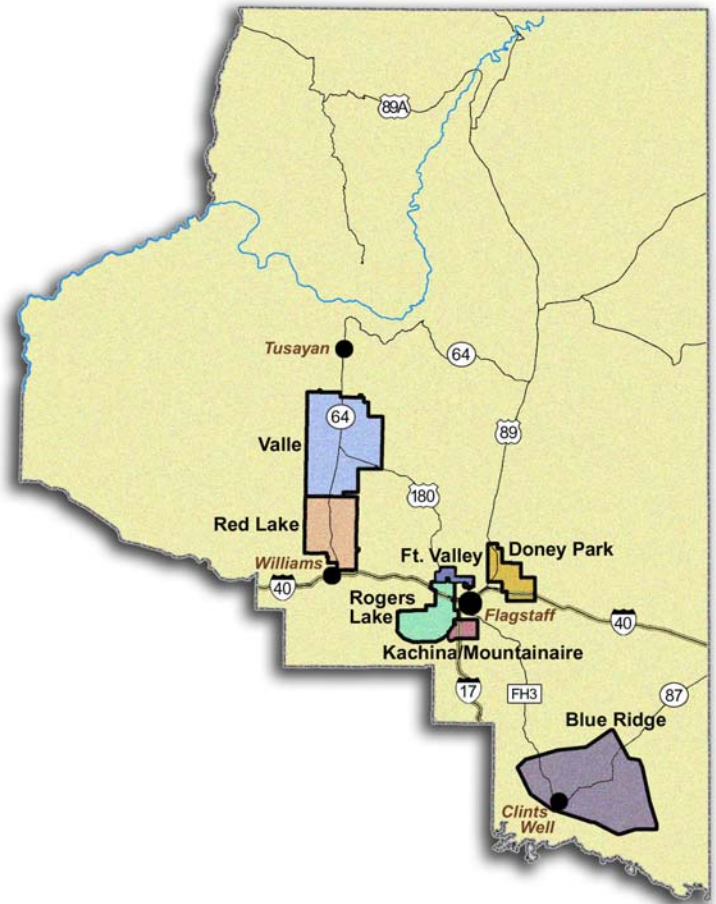 89A
Tusayan
64
64
Valle
89
180
Red Lake
Ft. Valley
Doney Park
Williams
40
Rogers
Lake
Flagstaff
40
Kachina/Mountainaire
17
FH3
87
Blue Ridge
Clints
Well